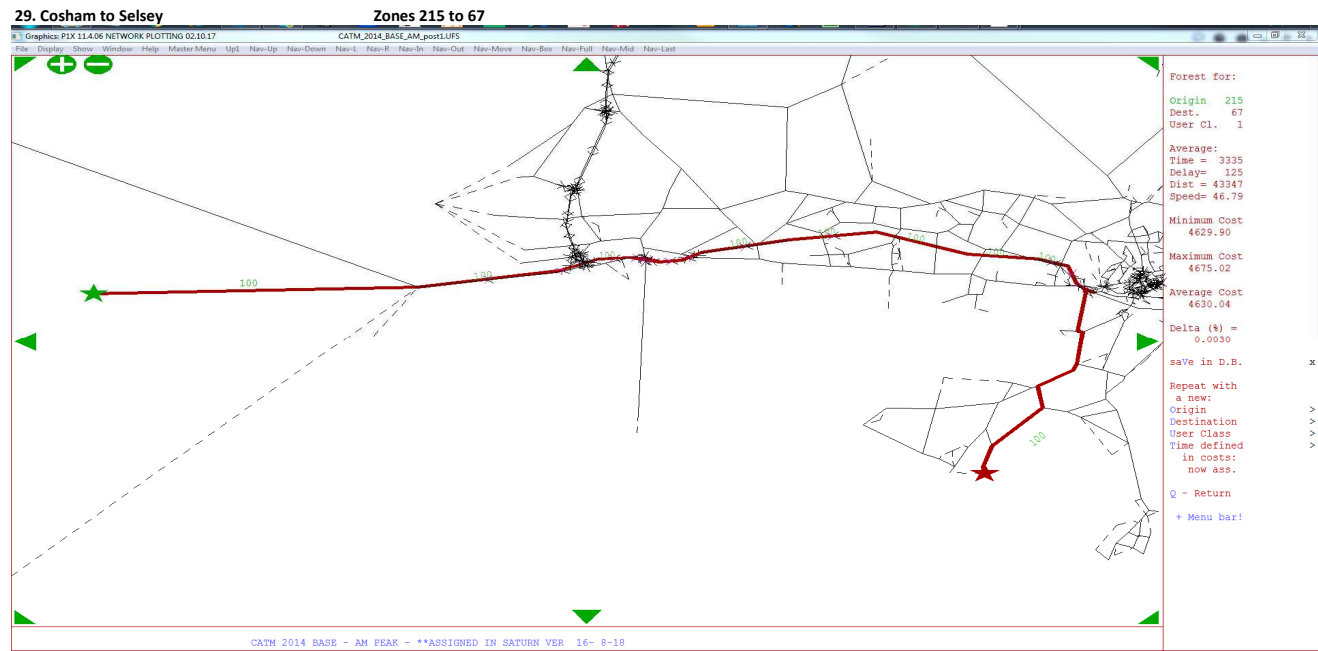 29. Cosham to Selsey Zones 215 to 67
Graphics: P1X 11.4.06 NETWORK PLOTTING 02.10.17 CATM_2014_BASE_AM_post1.UFS
File Display Show Window Help Master Menu Up1 Nav-Up Nav-Down Nav-L Nav-R Nav-In Nav-Out Nav-Move Nav-Box Nav-Full Nav-Mid Nav-Last
Forest for:
Origin 215
Dest. 67
User Cl. 1
Average:
Time = 3335
Delay= 125
Dist = 43347
Speed= 46.79
Minimum Cost
4629.90
Maximum Cost
4675.02
Average Cost
4630.04
Delta (%) =
0.0030
saVe in D.B. x
Repeat with
a new:
Origin >
Destination >
User Class >
Time defined >
in costs:
now ass.
Q - Return
+ Menu bar!
100
100
100
100
100
100
100
100
CATM 2014 BASE - AM PEAK - **ASSIGNED IN SATURN VER 16- 8-18